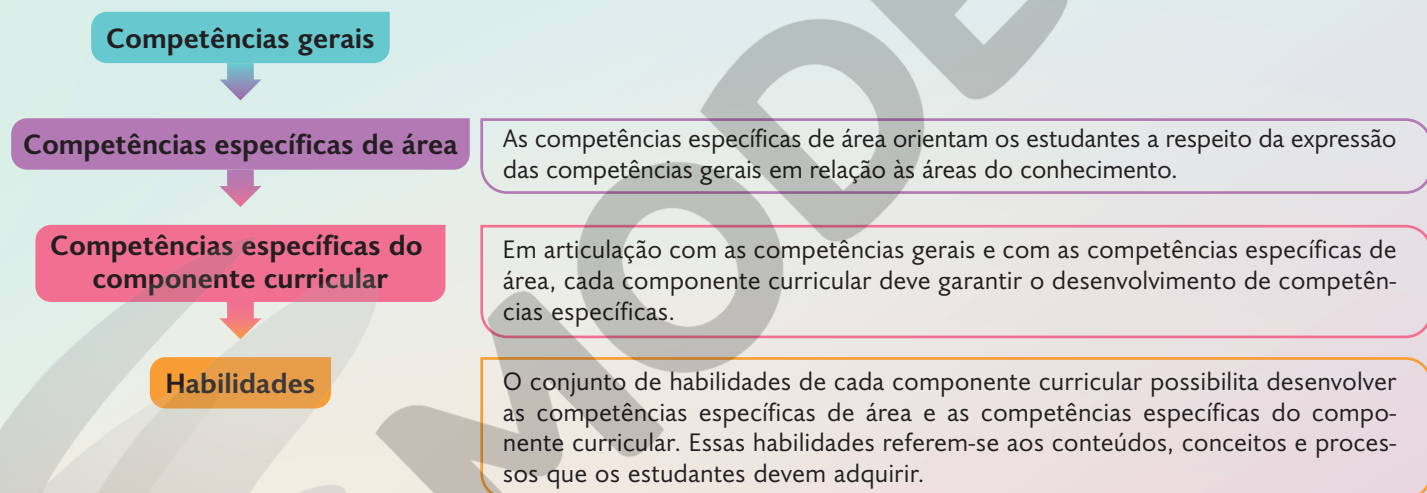 Competências gerais
Competências específicas de área
As competências específicas de área orientam os estudantes a respeito da expressão
das competências gerais em relação às áreas do conhecimento.
Competências específicas do
componente curricular
Em articulação com as competências gerais e com as competências específicas de
área, cada componente curricular deve garantir o desenvolvimento de competên-
cias específicas.
Habilidades
O conjunto de habilidades de cada componente curricular possibilita desenvolver
as competências específicas de área e as competências específicas do compo-
nente curricular. Essas habilidades referem-se aos conteúdos, conceitos e proces-
sos que os estudantes devem adquirir.
MODE